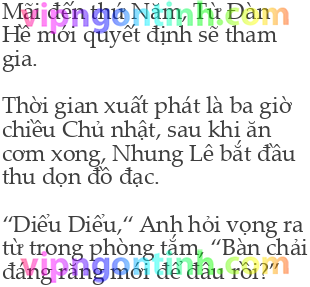 Mãi đến thứ Năm, Từ Đàn
vipngontinh.com
Hề mới quyết định sẽ tham
gia.
Thời gian xuất phát là ba giờ
chiều Chủ nhật, sau khi ăn
cơm xong, Nhung Lê bắt đầu
thu dọn đồ đạc.
“Diểu Diểu,“ Anh hỏi vọng ra
từ trong phòng tắm, “Bàn chải
vipngontinh.com
đáng răng mới để đâu rồi?”